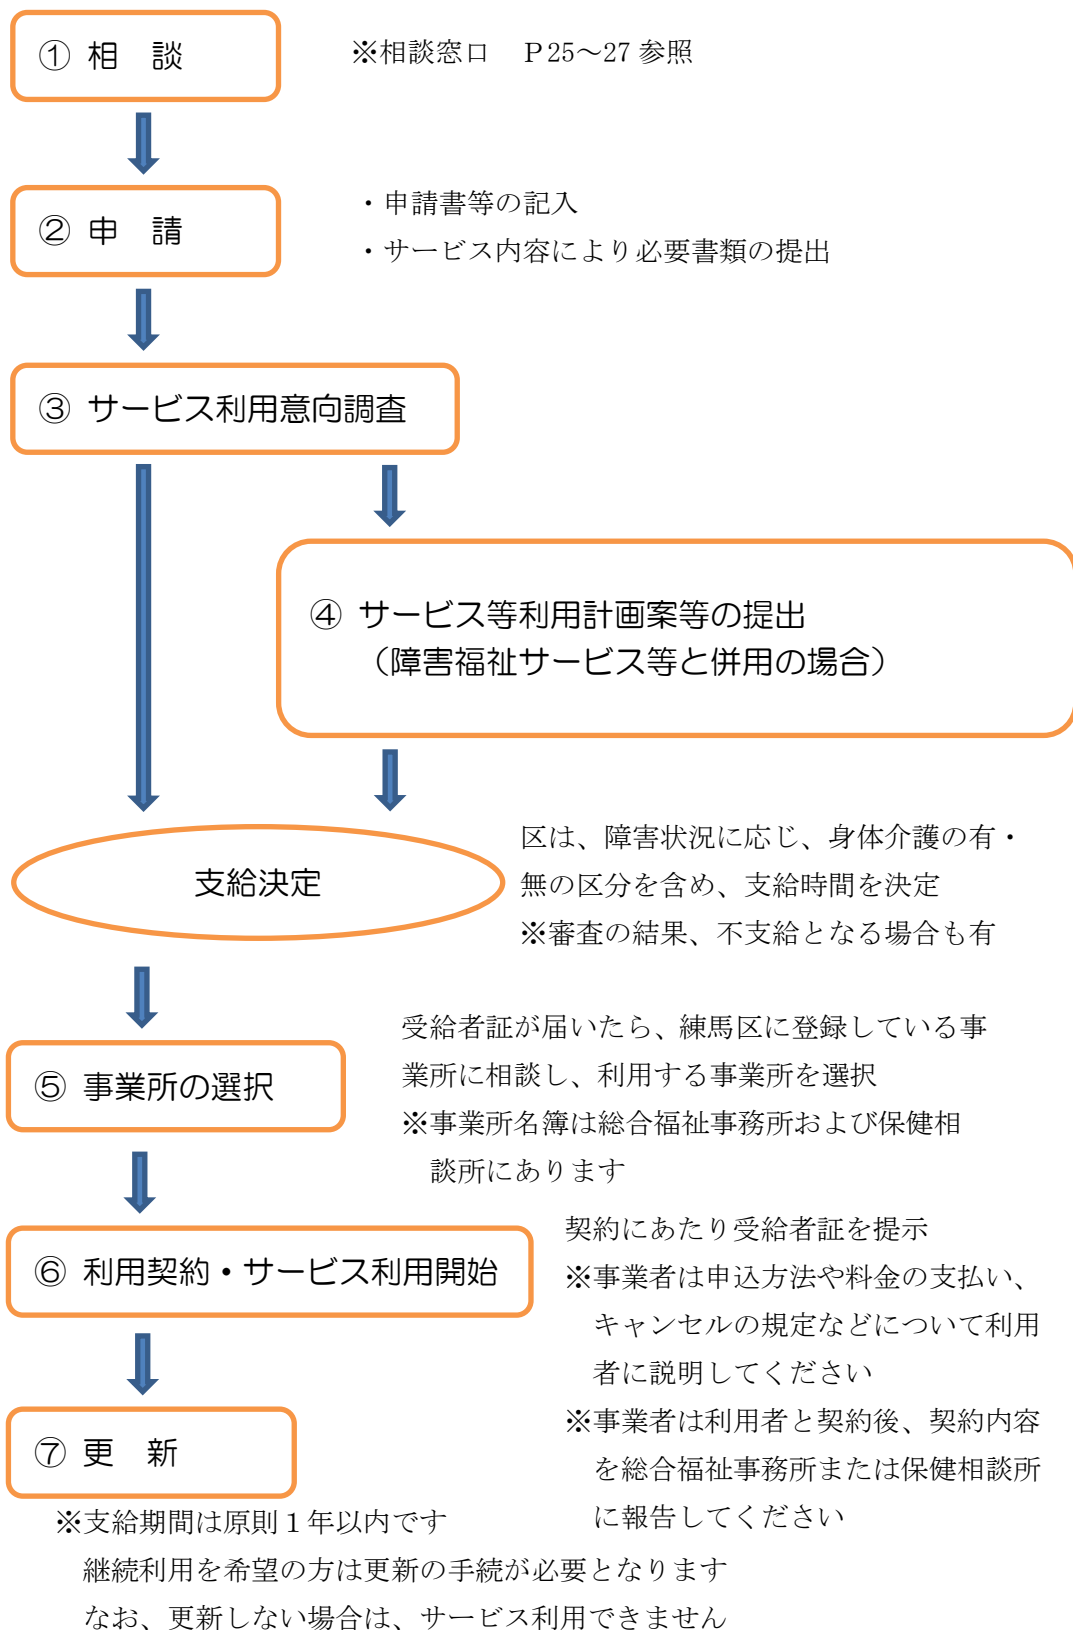 ① 相　談
※相談窓口　Ｐ25～27 参照
② 申　請
・申請書等の記入
・サービス内容により必要書類の提出
③ サービス利用意向調査
④ サービス等利用計画案等の提出
（障害福祉サービス等と併用の場合）
支給決定
区は、障害状況に応じ、身体介護の有・
無の区分を含め、支給時間を決定
※審査の結果、不支給となる場合も有
⑤ 事業所の選択
受給者証が届いたら、練馬区に登録している事
業所に相談し、利用する事業所を選択
※事業所名簿は総合福祉事務所および保健相
談所にあります
⑥ 利用契約・サービス利用開始
契約にあたり受給者証を提示
※事業者は申込方法や料金の支払い、
キャンセルの規定などについて利用
者に説明してください
※事業者は利用者と契約後、契約内容
を総合福祉事務所または保健相談所
に報告してください
⑦ 更　新
※支給期間は原則１年以内です
継続利用を希望の方は更新の手続が必要となります
なお、更新しない場合は、サービス利用できません